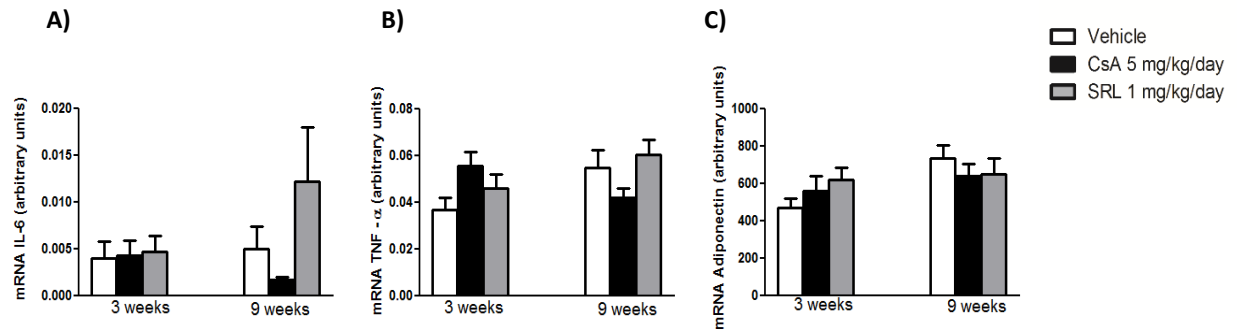 A)
B)
C)
Vehicle
CsA 5 mg/kg/day
SRL 1 mg/kg/day
mRNA IL-6 (arbitrary units)
0.020
0.015
0.010
0.005
0.000
3 weeks
9 weeks
mRNA TNF - α (arbitrary units)
0.08
0.06
0.04
0.02
0.00
3 weeks
9 weeks
mRNA Adiponectin (arbitrary units)
1000
800
600
400
200
0
3 weeks
9 weeks